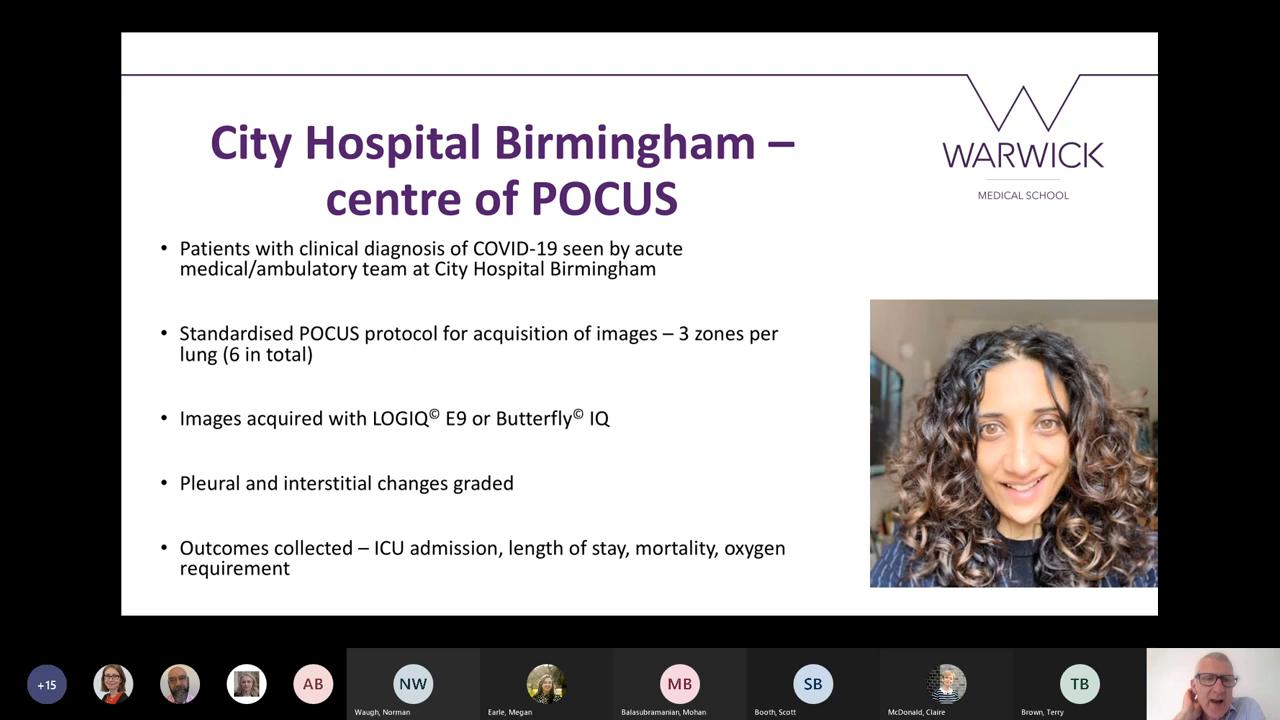 City Hospital Birmingham –
centre of POCUS
WARWICK
MEDICAL SCHOOL
• Patients with clinical diagnosis of COVID-19 seen by acute
medical/ambulatory team at City Hospital Birmingham
• Standardised POCUS protocol for acquisition of images – 3 zones per
lung (6 in total)
• Images acquired with LOGIQ© E9 or Butterfly© IQ
• Pleural and interstitial changes graded
• Outcomes collected – ICU admission, length of stay, mortality, oxygen
requirement
+15
AB
NW
MB
SB
TB
Waugh, Norman
Earle, Megan
Balasubramanian, Mohan
Booth, Scott
McDonald, Claire
Brown, Terry